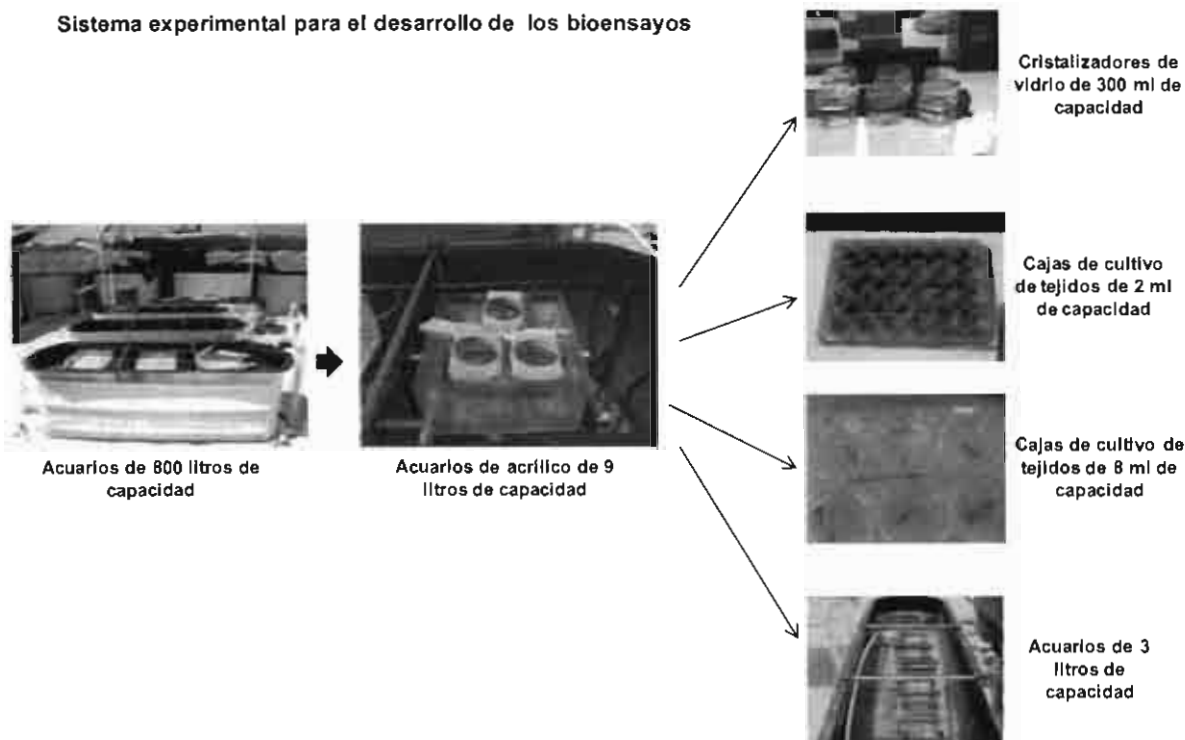 Sistema experimental para el desarrollo de los bioensayos
Cristalizadores de
vidrio de 300 ml de
capacidad
Cajas de cultivo
de tejidos de 2 ml
de capacidad
Acuarios de 800 litros de
capacidad
Acuarios de acrílico de 9
litros de capacidad
Cajas de cultivo de
tejidos de 8 ml de
capacidad
Acuarios de 3
litros de
capacidad